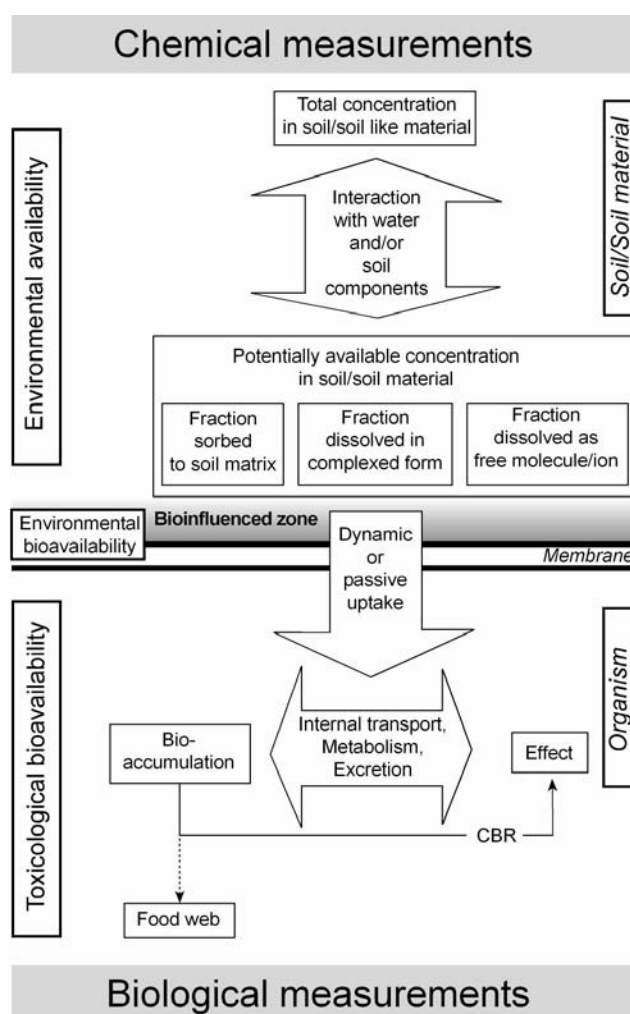 Chemical measurements
Total concentration
in soil/soil like material
Environmental availability
Soil/Soil material
Interaction
with water
and/or
soil
components
Potentially available concentration
in soil/soil material
Fraction
sorbed
to soil matrix
Fraction
dissolved in
complexed form
Fraction
dissolved as
free molecule/ion
Environmental
bioavailability
Bioinfluenced zone
Dynamic
or
passive
uptake
Membrane
Toxicological bioavailability
Organism
Bio-
accumulation
Internal transport,
Metabolism,
Excretion
Effect
CBR
Food web
Biological measurements